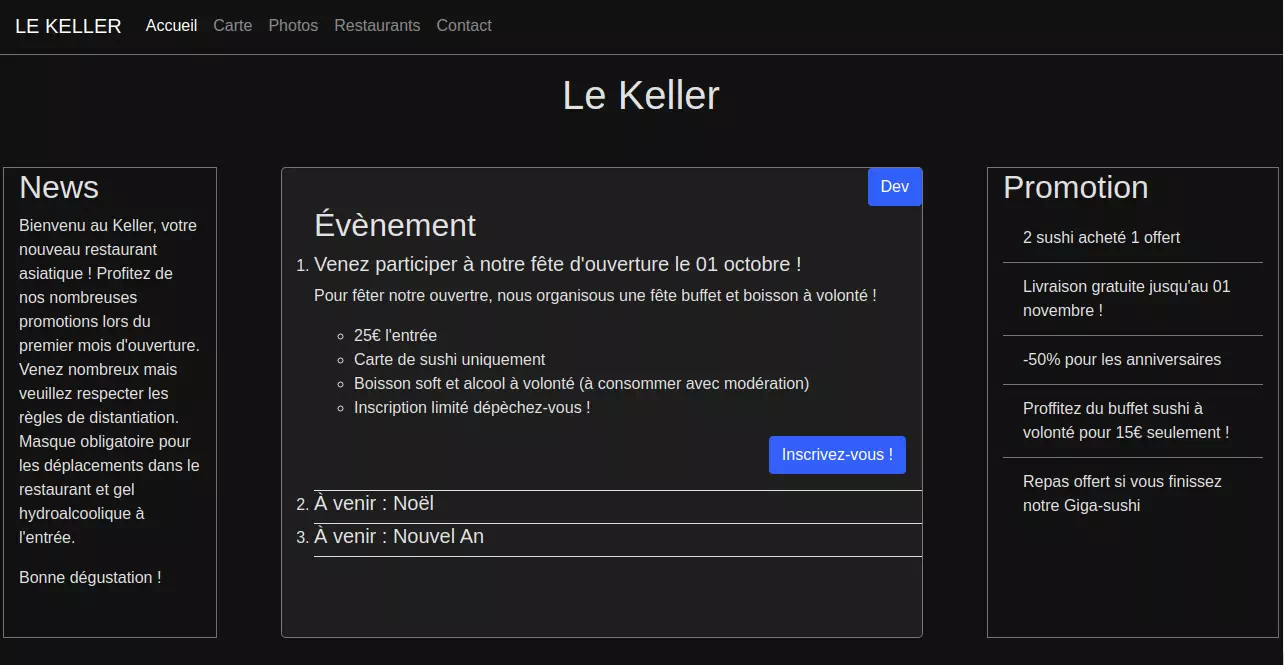 LE KELLER Accueil Carte Photos Restaurants Contact
Le Keller
News
Bienvenu au Keller, votre
nouveau restaurant
asiatique ! Profitez de
nos nombreuses
promotions lors du
premier mois d'ouverture.
Venez nombreux mais
veuillez respecter les
règles de distantiation.
Masque obligatoire pour
les déplacements dans le
restaurant et gel
hydroalcoolique à
l'entrée.
Bonne dégustation !
Dev
Évènement
1. Venez participer à notre fête d'ouverture le 01 octobre !
Pour fêter notre ouvertre, nous organisous une fête buffet et boisson à volonté !
25€ l'entrée
Carte de sushi uniquement
Boisson soft et alcool à volonté (à consommer avec modération)
Inscription limité dépèchez-vous !
Inscrivez-vous !
2. À venir : Noël
3. À venir : Nouvel An
Promotion
2 sushi acheté 1 offert
Livraison gratuite jusqu'au 01
novembre !
-50% pour les anniversaires
Proffitez du buffet sushi à
volonté pour 15€ seulement !
Repas offert si vous finissez
notre Giga-sushi